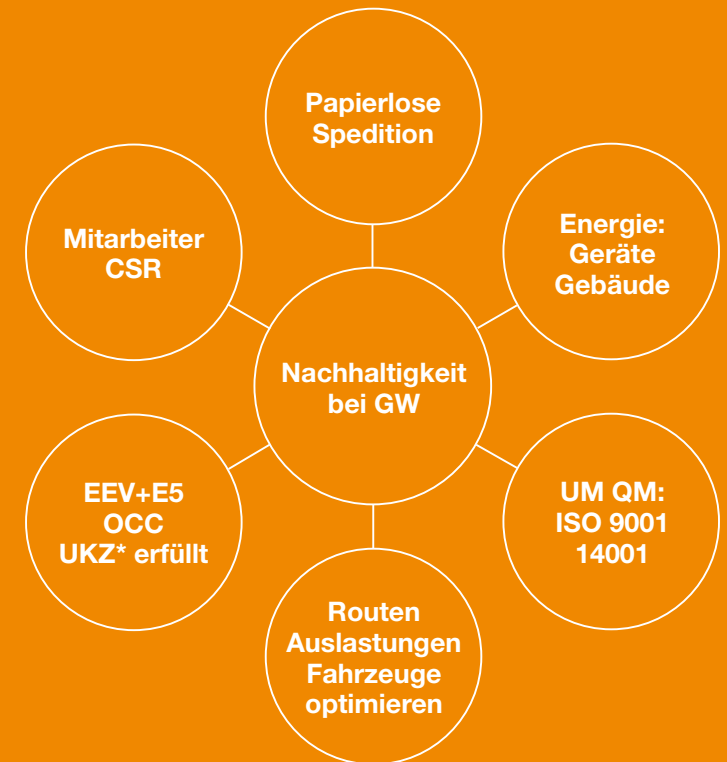 Papierlose
Spedition
Mitarbeiter
CSR
Energie:
Geräte
Gebäude
Nachhaltigkeit
bei GW
EEV+E5
OCC
UKZ* erfüllt
UM QM:
ISO 9001
14001
Routen
Auslastungen
Fahrzeuge
optimieren